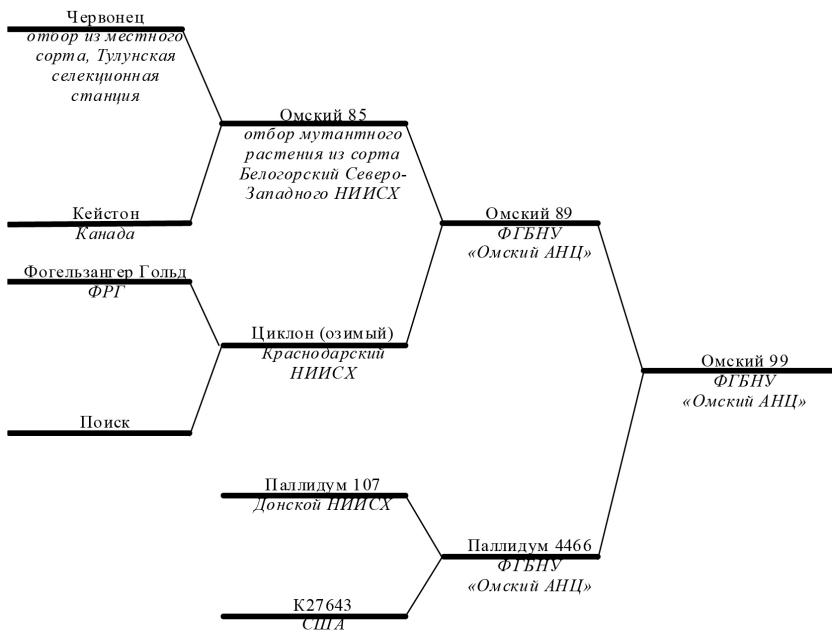 Червонец
отбор из местного
сорта, Тулунская
селекционная
станция
Омский 85
отбор мутантного
растения из сорта
Белогорский Северо-
Западного НИИСХ
Кейстон
Канада
Омский 89
ФГБНУ
«Омский АНЦ»
Фогельзангер Гольд
ФРГ
Циклон (озимый)
Краснодарский
НИИСХ
Омский 99
ФГБНУ
«Омский АНЦ»
Поиск
Паллидум 107
Донской НИИСХ
Паллидум 4466
ФГБНУ
«Омский АНЦ»
К27643
США